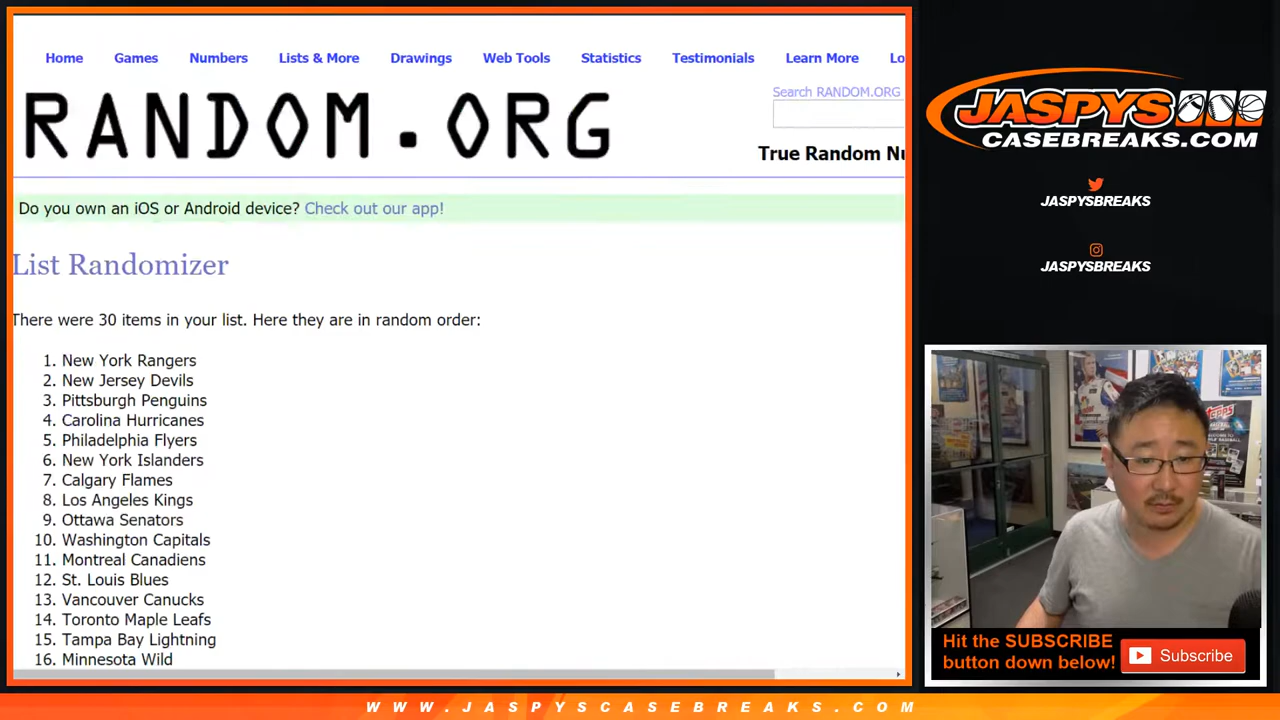 Home Games Numbers Lists & More Drawings Web Tools Statistics Testimonials Learn More Lo
RANDOM.ORG
Search RANDOM.ORG
True Random Nu
Do you own an iOS or Android device? Check out our app!
List Randomizer
There were 30 items in your list. Here they are in random order:
1. New York Rangers
2. New Jersey Devils
3. Pittsburgh Penguins
4. Carolina Hurricanes
5. Philadelphia Flyers
6. New York Islanders
7. Calgary Flames
8. Los Angeles Kings
9. Ottawa Senators
10. Washington Capitals
11. Montreal Canadiens
12. St. Louis Blues
13. Vancouver Canucks
14. Toronto Maple Leafs
15. Tampa Bay Lightning
16. Minnesota Wild
JASPYS
CASEBREAKS.COM
JASPYSBREAKS
JASPYSBREAKS
TOPPS
Hit the SUBSCRIBE
button down below!
Subscribe
WWW.JASPYSCASEBREAKS.COM